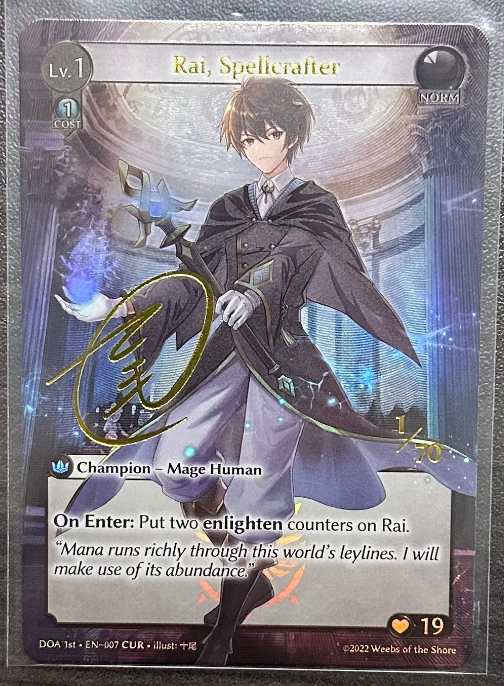 Lv. 1
Rai, Spellcrafter
NORM
1
COST
1/70
Champion – Mage Human
On Enter: Put two enlighten counters on Rai.
“Mana runs richly through this world’s leylines. I will
make use of its abundance.”
19
DOA 1st • EN-007 CUR • illust: 十尾
©2022 Weebs of the Shore